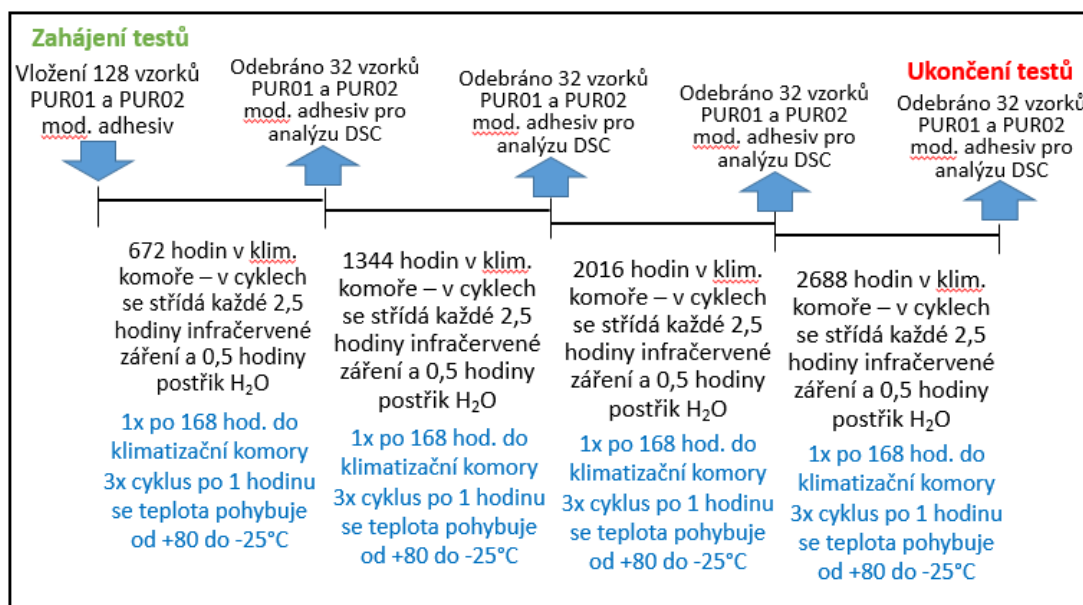 Zahájení testů
Vložení 128 vzorků
PUR01 a PUR02
mod. adhesiv
Odebráno 32 vzorků
PUR01 a PUR02
mod. adhesiv pro
analýzu DSC
Odebráno 32 vzorků
PUR01 a PUR02
mod. adhesiv pro
analýzu DSC
Odebráno 32 vzorků
PUR01 a PUR02
mod. adhesiv pro
analýzu DSC
Ukončení testů
Odebráno 32 vzorků
PUR01 a PUR02
mod. adhesiv pro
analýzu DSC
672 hodin v klim.
komoře – v cyklech
se střídá každé 2,5
hodiny infračervené
záření a 0,5 hodiny
postřik H₂O
1x po 168 hod. do
klimatizační komory
3x cyklus po 1 hodinu
se teplota pohybuje
od +80 do -25°C
1344 hodin v klim.
komoře – v cyklech
se střídá každé 2,5
hodiny infračervené
záření a 0,5 hodiny
postřik H₂O
1x po 168 hod. do
klimatizační komory
3x cyklus po 1 hodinu
se teplota pohybuje
od +80 do -25°C
2016 hodin v klim.
komoře – v cyklech
se střídá každé 2,5
hodiny infračervené
záření a 0,5 hodiny
postřik H₂O
1x po 168 hod. do
klimatizační komory
3x cyklus po 1 hodinu
se teplota pohybuje
od +80 do -25°C
2688 hodin v klim.
komoře – v cyklech
se střídá každé 2,5
hodiny infračervené
záření a 0,5 hodiny
postřik H₂O
1x po 168 hod. do
klimatizační komory
3x cyklus po 1 hodinu
se teplota pohybuje
od +80 do -25°C